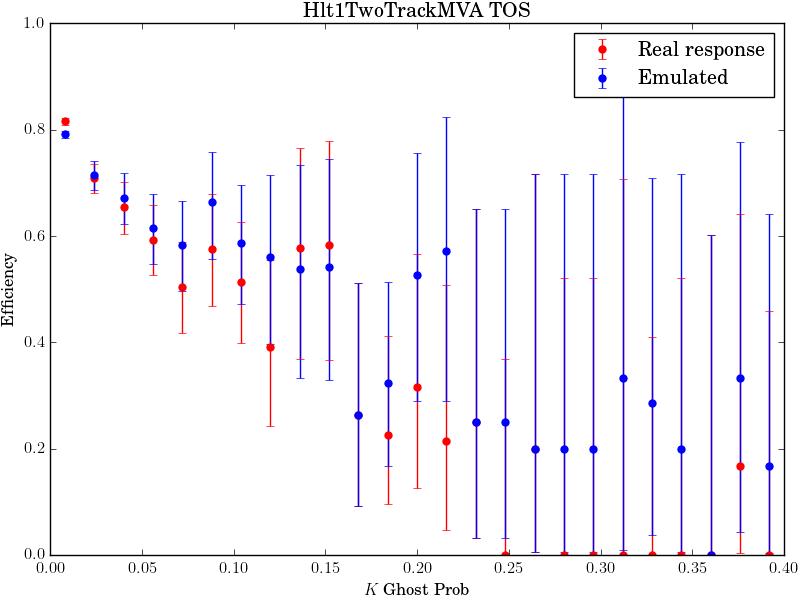 Hlt1TwoTrackMVA TOS
1.0
0.8
0.6
0.4
0.2
0.0
Efficiency
Real response
Emulated
0.00 0.05 0.10 0.15 0.20 0.25 0.30 0.35 0.40
K Ghost Prob